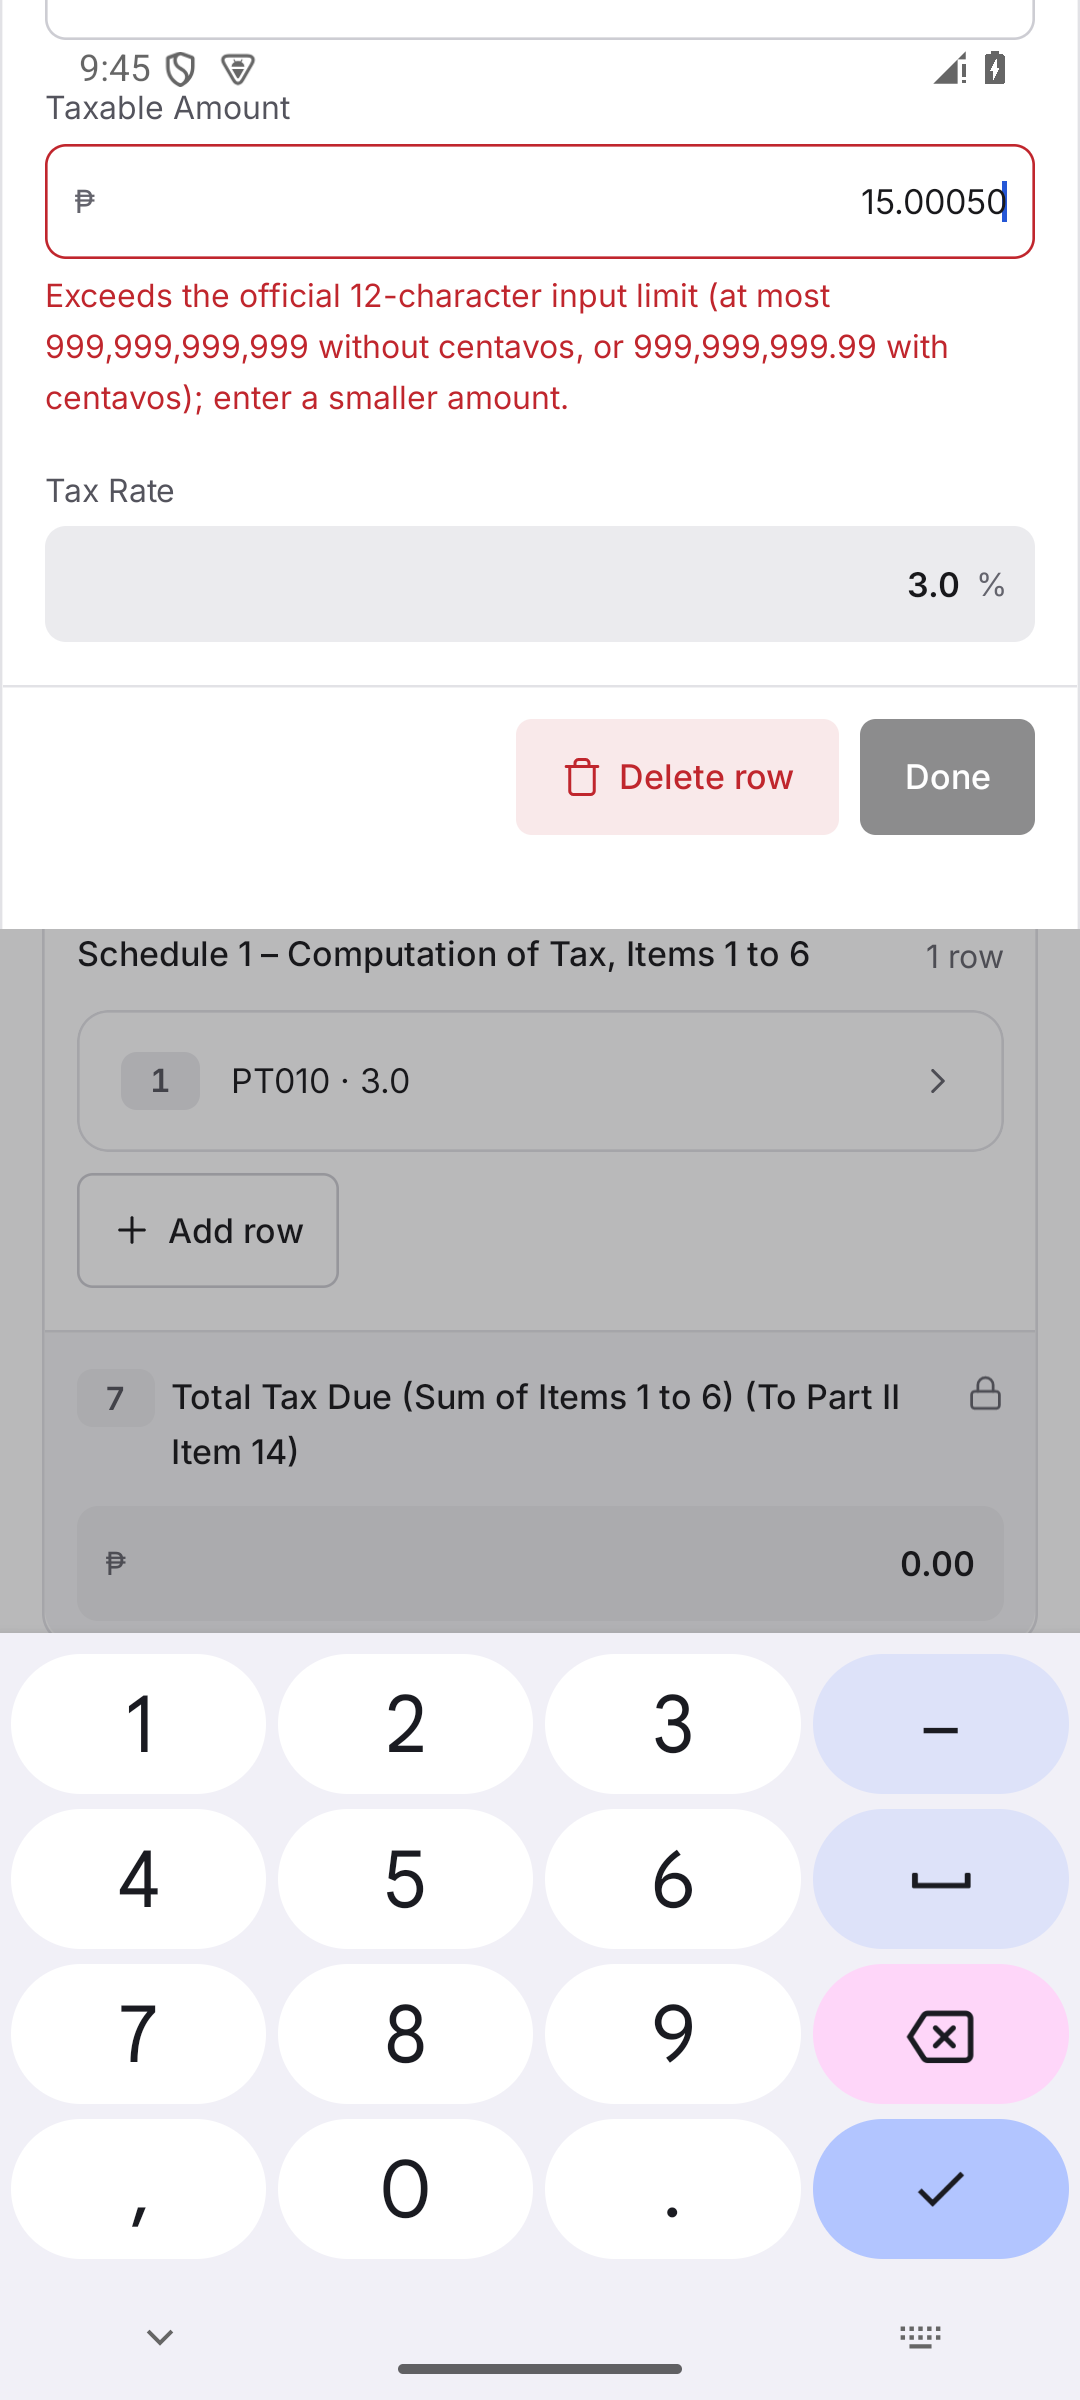 9:45
Taxable Amount
₱ 15.00050
Exceeds the official 12-character input limit (at most
999,999,999,999 without centavos, or 999,999,999.99 with
centavos); enter a smaller amount.
Tax Rate
3.0 %
Delete row Done
Schedule 1 – Computation of Tax, Items 1 to 6 1 row
1 PT010 · 3.0
Add row
7 Total Tax Due (Sum of Items 1 to 6) (To Part II
Item 14)
₱ 0.00
1 2 3 –
4 5 6
7 8 9
, 0 .